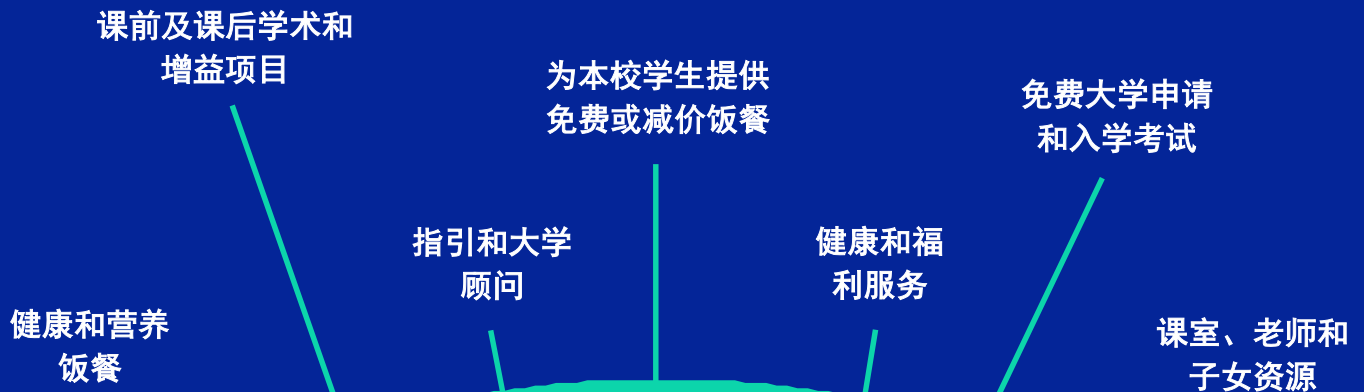 课前及课后学术和
增益项目
为本校学生提供
免费或减价饭餐
免费大学申请
和入学考试
指引和大学
顾问
健康和福
利服务
健康和营养
饭餐
课室、老师和
子女资源